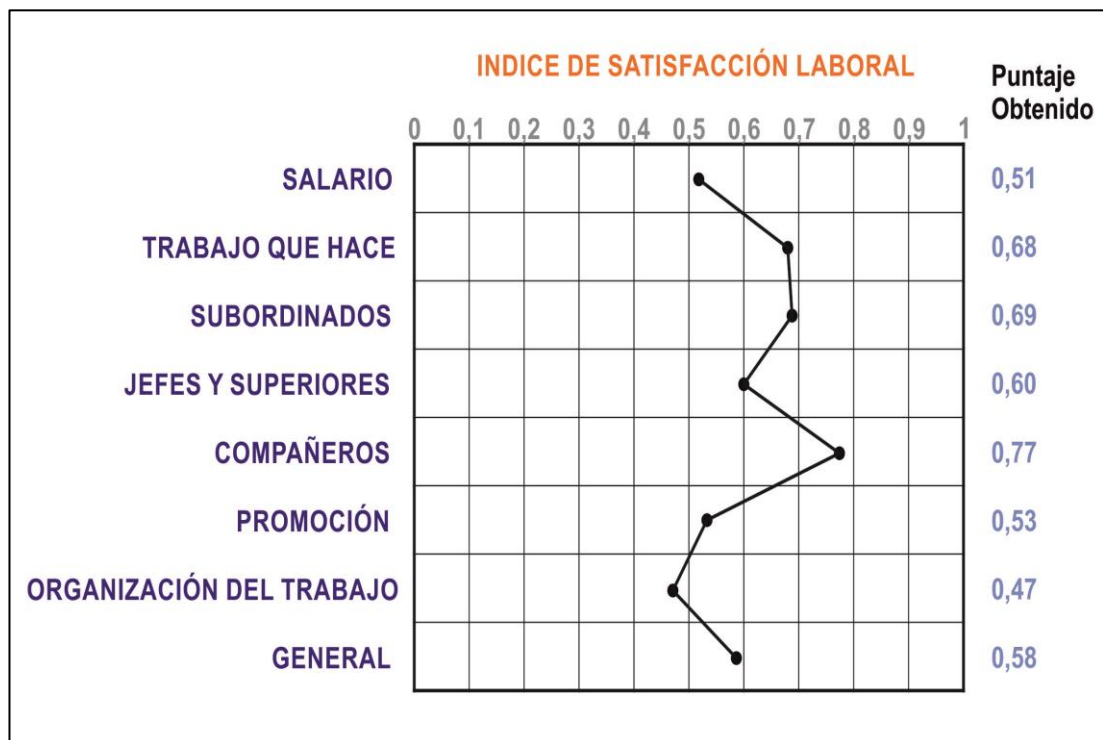 INDICE DE SATISFACCIÓN LABORAL
Puntaje
Obtenido
0 0,1 0,2 0,3 0,4 0,5 0,6 0,7 0,8 0,9 1
SALARIO 0,51
TRABAJO QUE HACE 0,68
SUBORDINADOS 0,69
JEFES Y SUPERIORES 0,60
COMPAÑEROS 0,77
PROMOCIÓN 0,53
ORGANIZACIÓN DEL TRABAJO 0,47
GENERAL 0,58